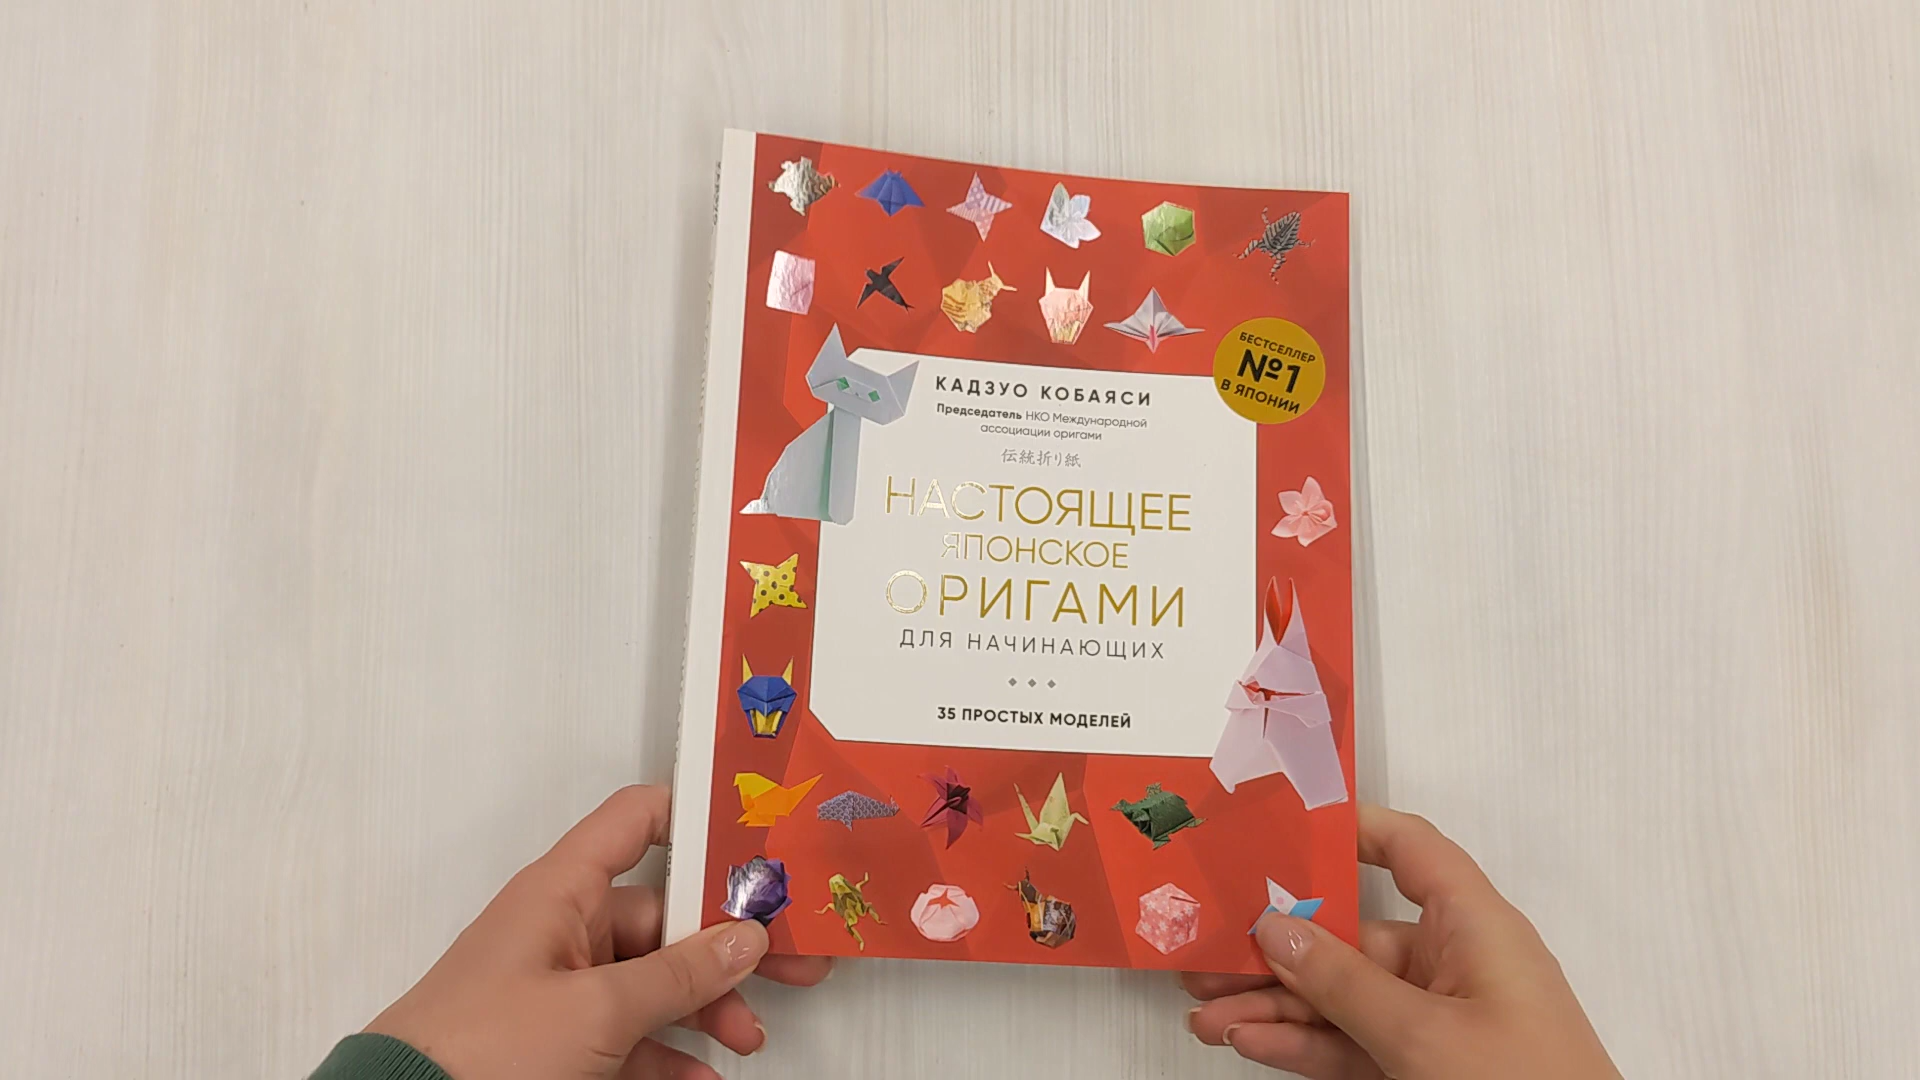 КАДЗУО КОБАЯСИ
Председатель НКО Международной
ассоциации оригами
伝統折り紙
НАСТОЯЩЕЕ
ЯПОНСКОЕ
ОРИГАМИ
ДЛЯ НАЧИНАЮЩИХ
35 ПРОСТЫХ МОДЕЛЕЙ
БЕСТСЕЛЛЕР
№1
В ЯПОНИИ